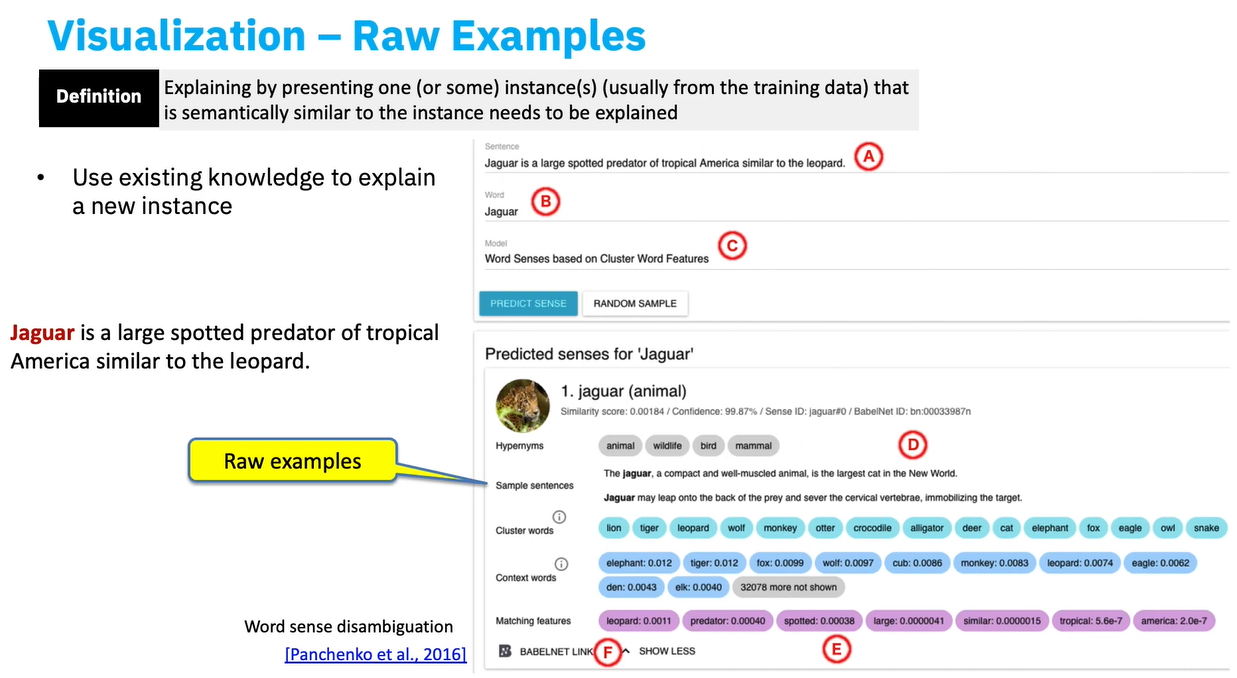 Visualization – Raw Examples
Definition
Explaining by presenting one (or some) instance(s) (usually from the training data) that
is semantically similar to the instance needs to be explained
• Use existing knowledge to explain
a new instance
Jaguar is a large spotted predator of tropical
America similar to the leopard.
Raw examples
Word sense disambiguation
[Panchenko et al., 2016]
Sentence
Jaguar is a large spotted predator of tropical America similar to the leopard. A
Word
Jaguar B
Model
Word Senses based on Cluster Word Features C
PREDICT SENSE RANDOM SAMPLE
Predicted senses for 'Jaguar'
1. jaguar (animal)
Similarity score: 0.00184 / Confidence: 99.87% / Sense ID: jaguar#0 / BabelNet ID: bn:00033987n
Hypernyms animal wildlife bird mammal D
Sample sentences
The jaguar, a compact and well-muscled animal, is the largest cat in the New World.
Jaguar may leap onto the back of the prey and sever the cervical vertebrae, immobilizing the target.
Cluster words lion tiger leopard wolf monkey otter crocodile alligator deer cat elephant fox eagle owl snake
Context words
elephant: 0.012 tiger: 0.012 fox: 0.0099 wolf: 0.0097 cub: 0.0086 monkey: 0.0083 leopard: 0.0074 eagle: 0.0062
den: 0.0043 elk: 0.0040 32078 more not shown
Matching features leopard: 0.0011 predator: 0.00040 spotted: 0.00038 large: 0.0000041 similar: 0.0000015 tropical: 5.6e-7 america: 2.0e-7
BABELNET LINK F SHOW LESS E